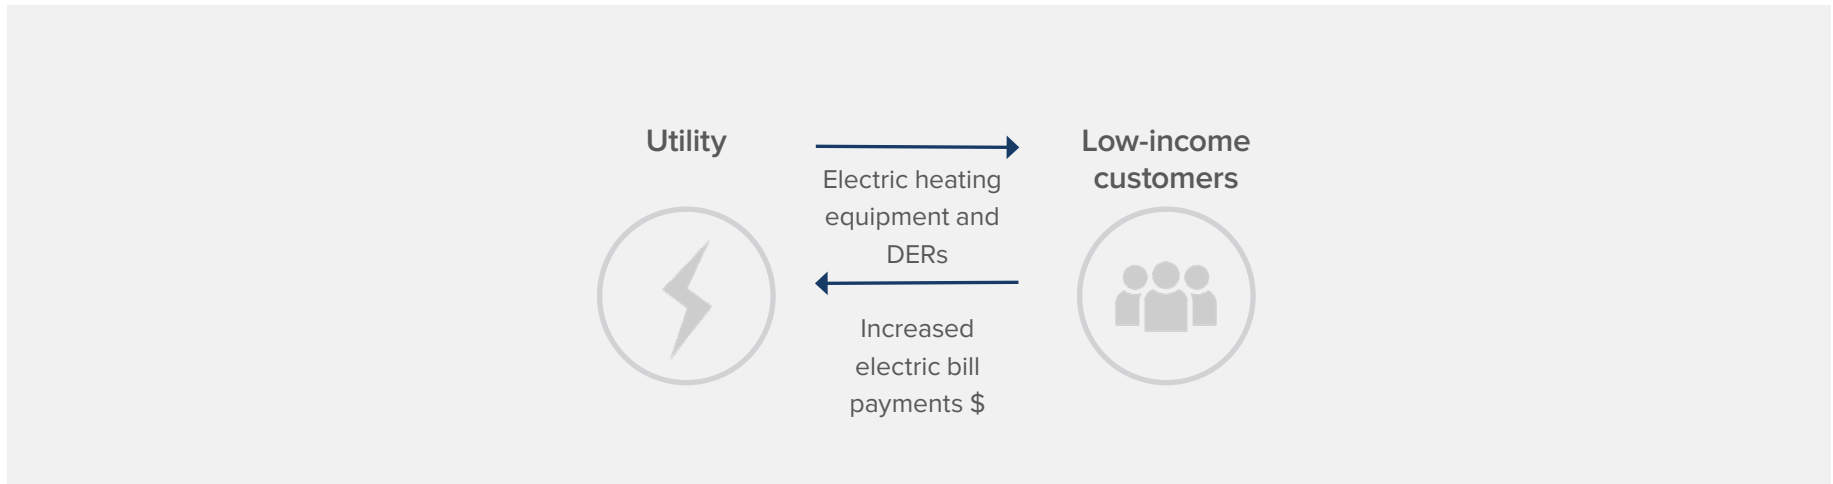 Utility
Electric heating
equipment and
DERs
Increased
electric bill
payments $
Low-income
customers